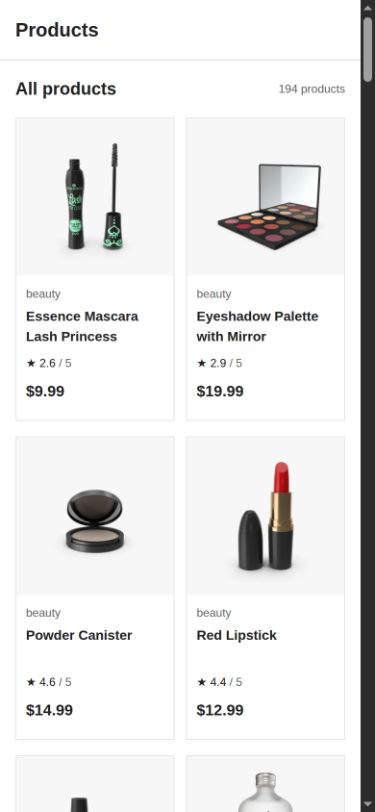 Products
All products
194 products
beauty
Essence Mascara
Lash Princess
★ 2.6 / 5
$9.99
beauty
Eyeshadow Palette
with Mirror
★ 2.9 / 5
$19.99
beauty
Powder Canister
★ 4.6 / 5
$14.99
beauty
Red Lipstick
★ 4.4 / 5
$12.99